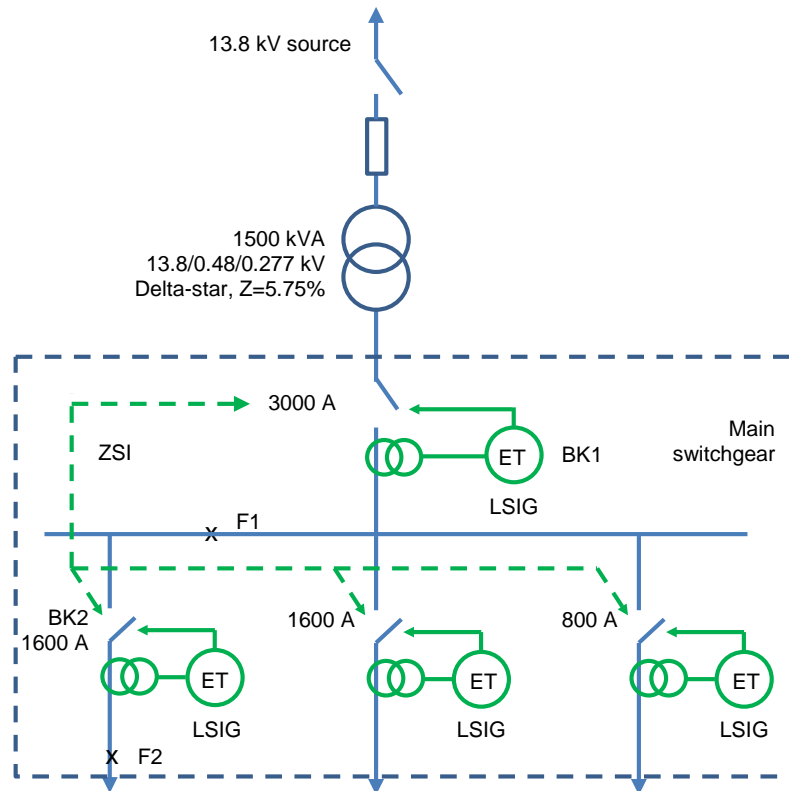 13.8 kV source
1500 kVA
13.8/0.48/0.277 kV
Delta-star, Z=5.75%
3000 A
ZSI
ET
BK1
Main
switchgear
LSIG
x F1
BK2
1600 A
1600 A
800 A
ET
ET
ET
LSIG
LSIG
LSIG
x F2